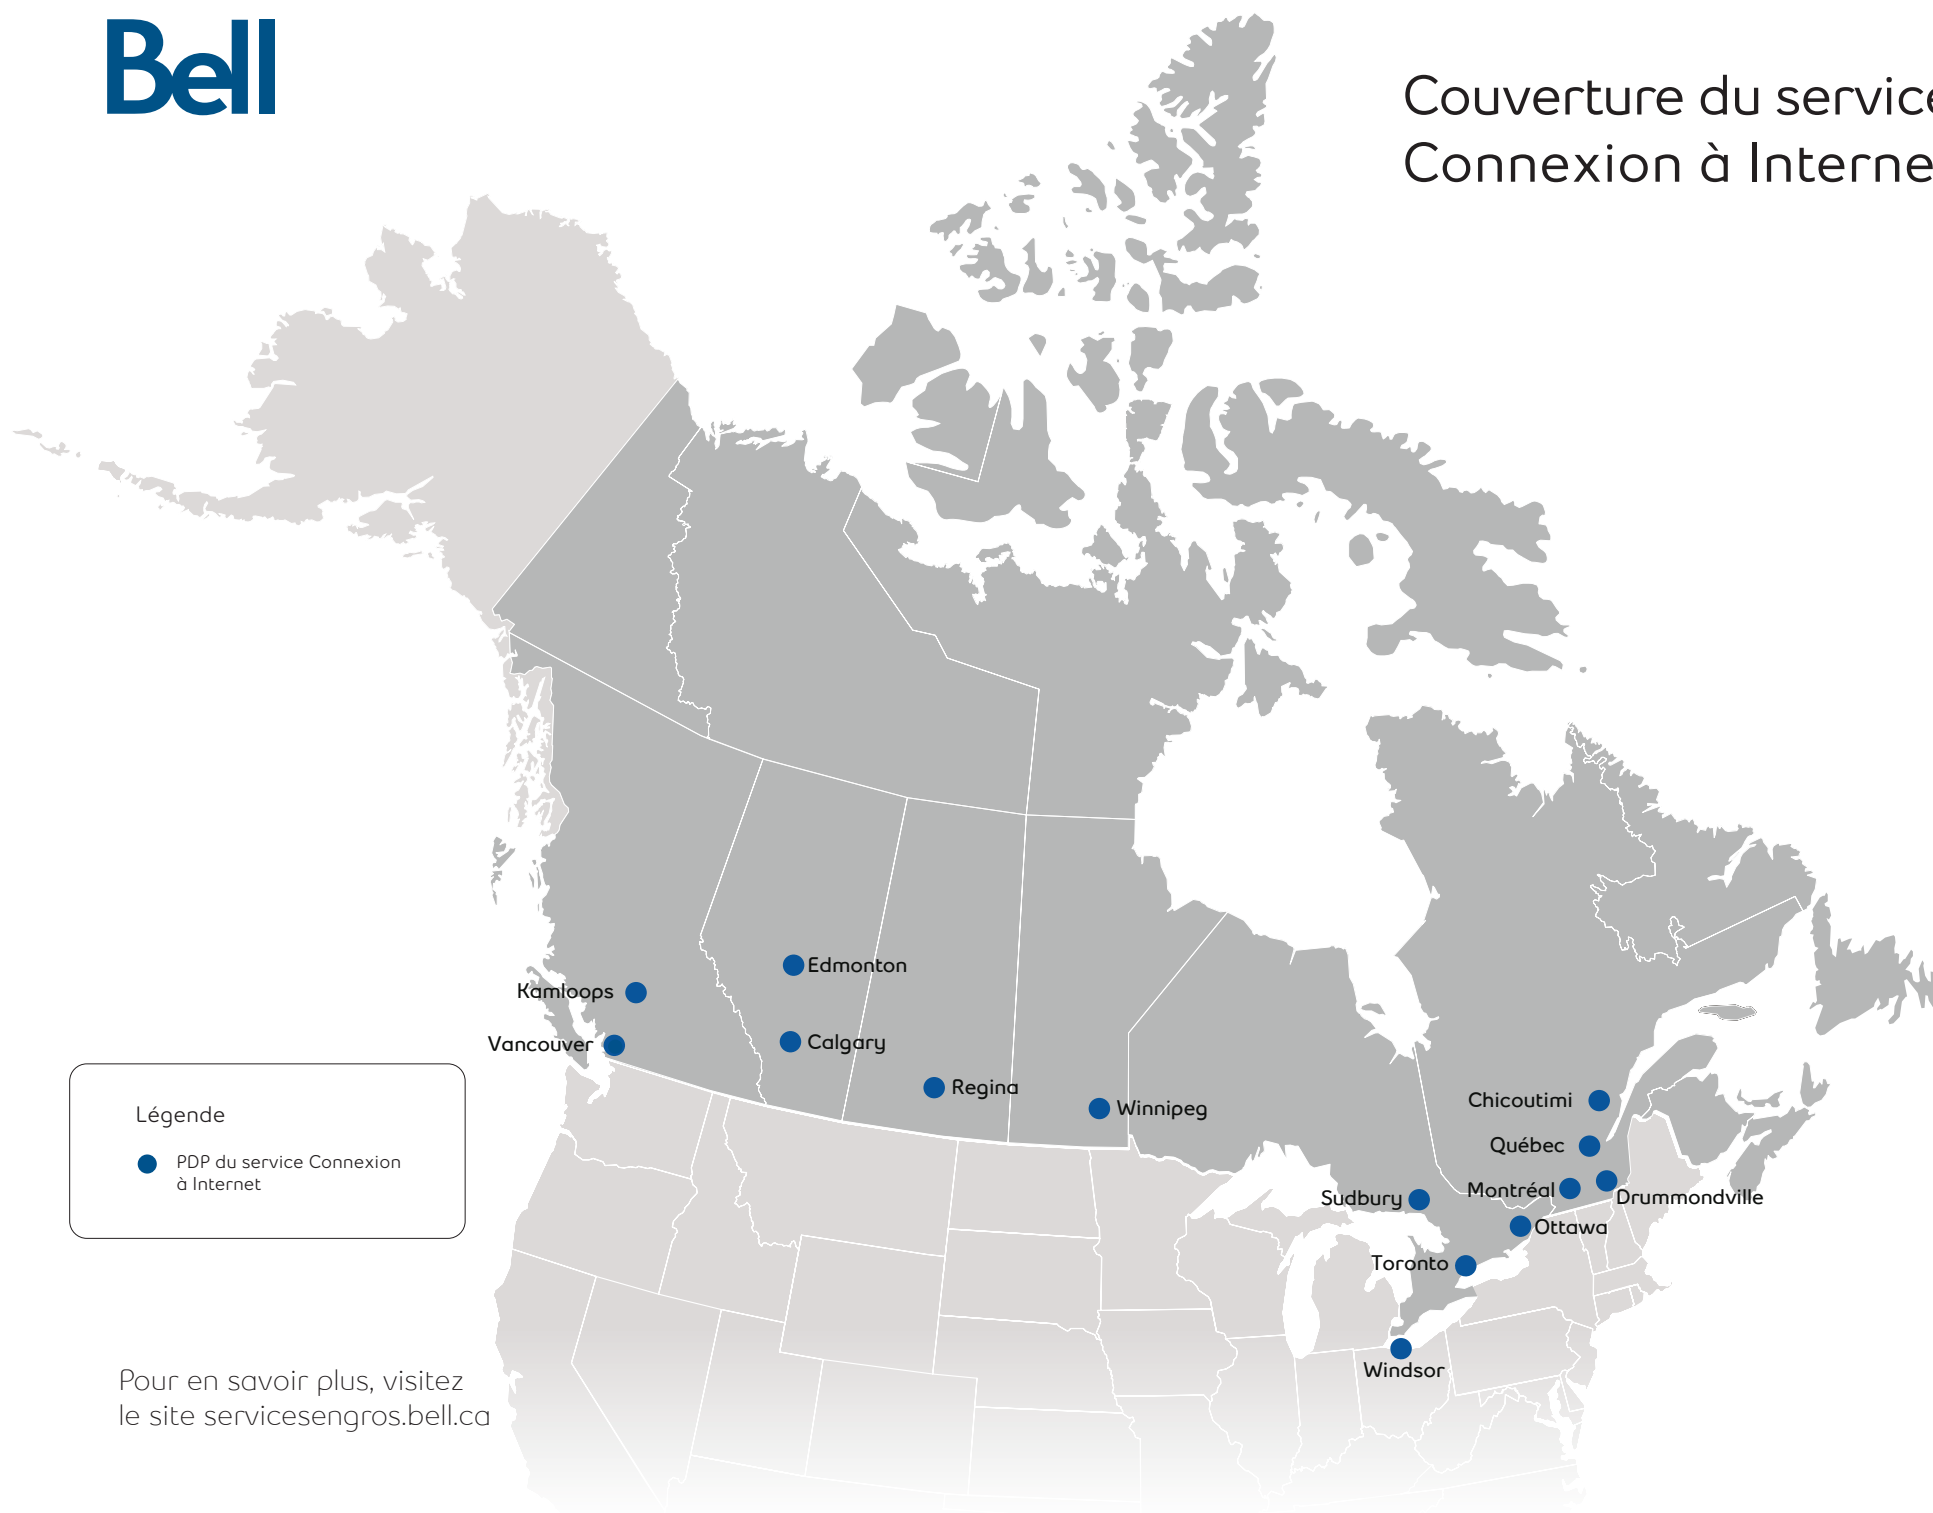 Bell
Couverture du service
Connexion à Interne
Edmonton
Kamloops
Vancouver
Calgary
Regina
Winnipeg
Chicoutimi
Québec
Montréal
Drummondville
Sudbury
Ottawa
Toronto
Windsor
Légende
PDP du service Connexion
à Internet
Pour en savoir plus, visitez
le site servicesengros.bell.ca